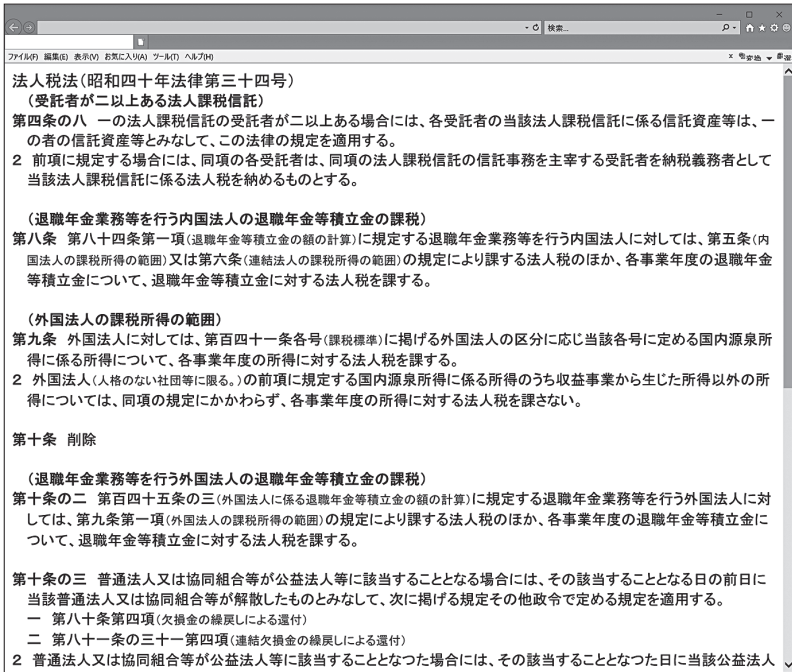 検索...
ファイル(F) 編集(E) 表示(V) お気に入り(A) ツール(T) ヘルプ(H)
x 変換 選
法人税法(昭和四十年法律第三十四号)
(受託者が二以上ある法人課税信託)
第四条の八 一の法人課税信託の受託者が二以上ある場合には、各受託者の当該法人課税信託に係る信託資産等は、一
の者の信託資産等とみなして、この法律の規定を適用する。
2 前項に規定する場合には、同項の各受託者は、同項の法人課税信託の信託事務を主宰する受託者を納税義務者として
当該法人課税信託に係る法人税を納めるものとする。
(退職年金業務等を行う内国法人の退職年金等積立金の課税)
第八条 第八十四条第一項(退職年金等積立金の額の計算)に規定する退職年金業務等を行う内国法人に対しては、第五条(内
国法人の課税所得の範囲)又は第六条(連結法人の課税所得の範囲)の規定により課する法人税のほか、各事業年度の退職年金
等積立金について、退職年金等積立金に対する法人税を課する。
(外国法人の課税所得の範囲)
第九条 外国法人に対しては、第百四十一条各号(課税標準)に掲げる外国法人の区分に応じ当該各号に定める国内源泉所
得に係る所得について、各事業年度の所得に対する法人税を課する。
2 外国法人(人格のない社団等に限る。)の前項に規定する国内源泉所得に係る所得のうち収益事業から生じた所得以外の所
得については、同項の規定にかかわらず、各事業年度の所得に対する法人税を課さない。
第十条 削除
(退職年金業務等を行う外国法人の退職年金等積立金の課税)
第十条の二 第百四十五条の三(外国法人に係る退職年金等積立金の額の計算)に規定する退職年金業務等を行う外国法人に対
しては、第九条第一項(外国法人の課税所得の範囲)の規定により課する法人税のほか、各事業年度の退職年金等積立金に
ついて、退職年金等積立金に対する法人税を課する。
第十条の三 普通法人又は協同組合等が公益法人等に該当することとなる場合には、その該当することとなる日の前日に
当該普通法人又は協同組合等が解散したものとみなして、次に掲げる規定その他政令で定める規定を適用する。
一 第八十条第四項(欠損金の繰戻しによる還付)
二 第八十一条の三十一第四項(連結欠損金の繰戻しによる還付)
2 普通法人又は協同組合等が公益法人等に該当することとなつた場合には、その該当することとなつた日に当該公益法人